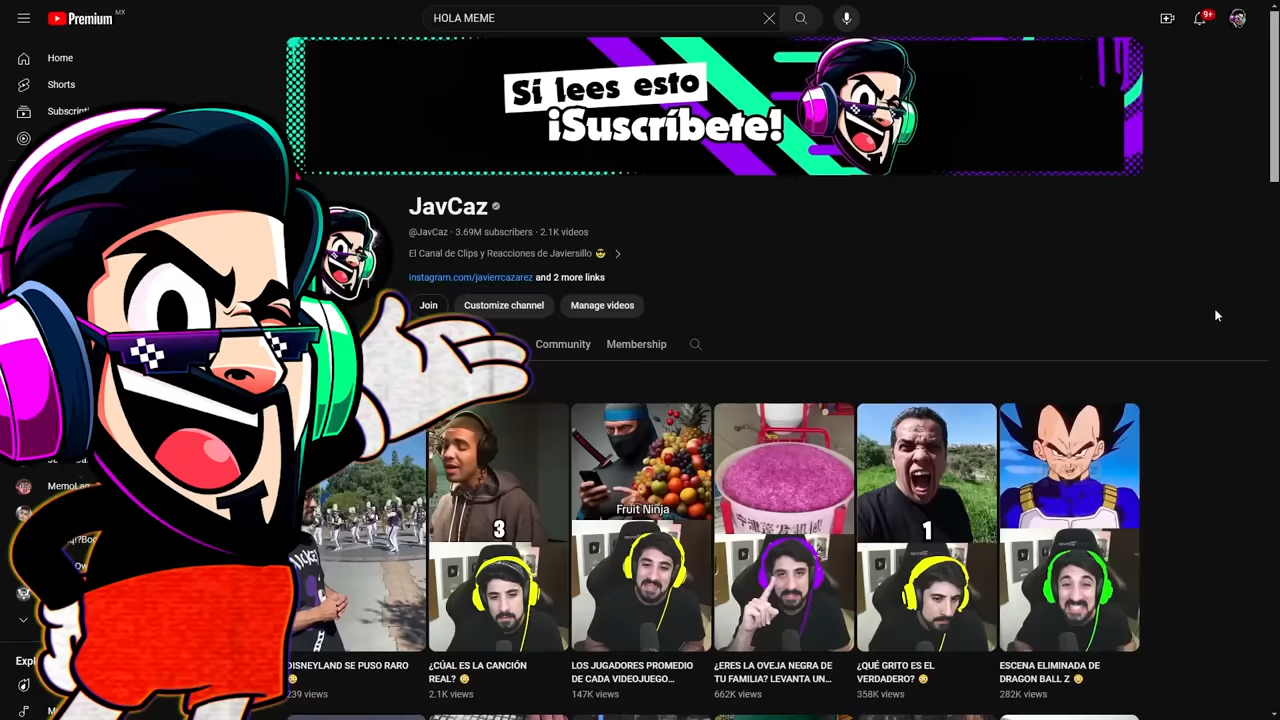 Premium MX
HOLA MEME
9+
Home
Shorts
Subscript
Sí lees esto
¡Suscríbete!
JavCaz
@JavCaz · 3.69M subscribers · 2.1K videos
El Canal de Clips y Reacciones de Javiersillo 😎
instagram.com/javierrcazarez and 2 more links
Join
Customize channel
Manage videos
Community
Membership
3
Fruit Ninja
1
Expl
DISNEYLAND SE PUSO RARO
😳
239 views
¿CÚAL ES LA CANCIÓN
REAL? 😳
2.1K views
LOS JUGADORES PROMEDIO
DE CADA VIDEOJUEGO...
147K views
¿ERES LA OVEJA NEGRA DE
TU FAMILIA? LEVANTA UN...
662K views
¿QUÉ GRITO ES EL
VERDADERO? 😳
358K views
ESCENA ELIMINADA DE
DRAGON BALL Z 😳
282K views